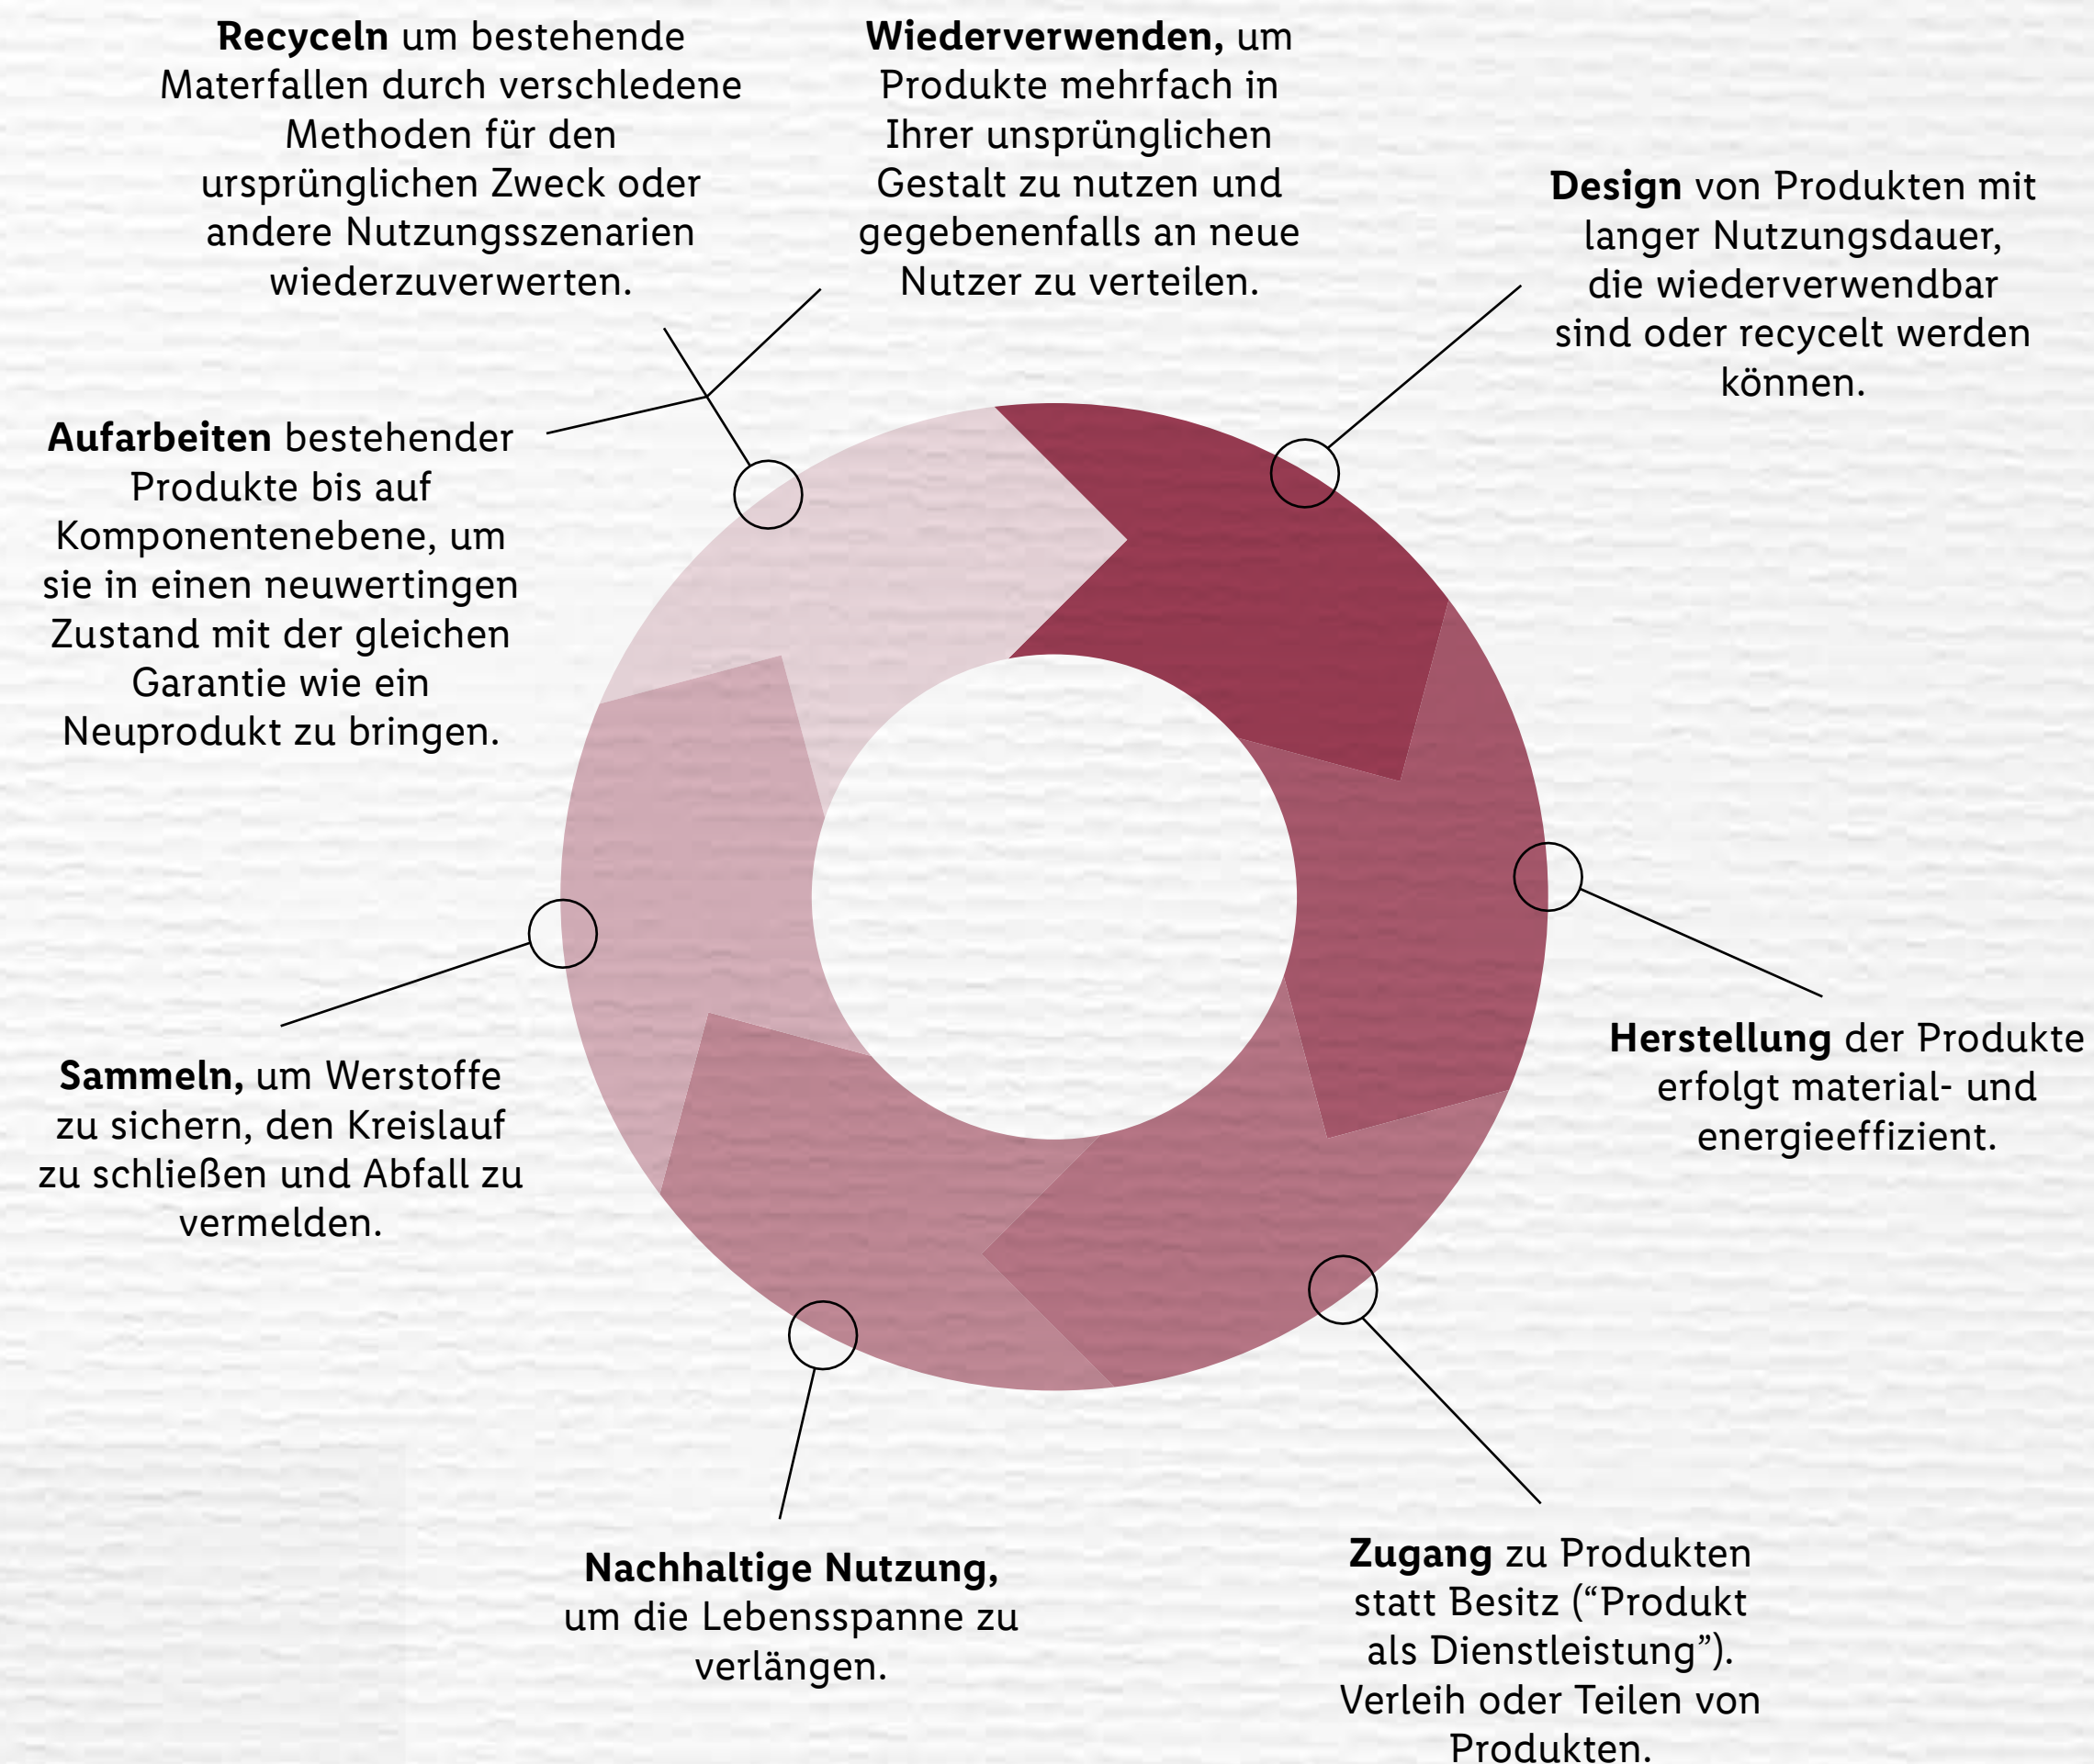 Recyceln um bestehende
Materfallen durch verschledene
Methoden für den
ursprünglichen Zweck oder
andere Nutzungsszenarien
wiederzuverwerten.
Wiederverwenden, um
Produkte mehrfach in
Ihrer unsprünglichen
Gestalt zu nutzen und
gegebenenfalls an neue
Nutzer zu verteilen.
Design von Produkten mit
langer Nutzungsdauer,
die wiederverwendbar
sind oder recycelt werden
können.
Aufarbeiten bestehender
Produkte bis auf
Komponentenebene, um
sie in einen neuwertingen
Zustand mit der gleichen
Garantie wie ein
Neuprodukt zu bringen.
Herstellung der Produkte
erfolgt material- und
energieeffizient.
Sammeln, um Werstoffe
zu sichern, den Kreislauf
zu schließen und Abfall zu
vermelden.
Nachhaltige Nutzung,
um die Lebensspanne zu
verlängen.
Zugang zu Produkten
statt Besitz (“Produkt
als Dienstleistung”).
Verleih oder Teilen von
Produkten.